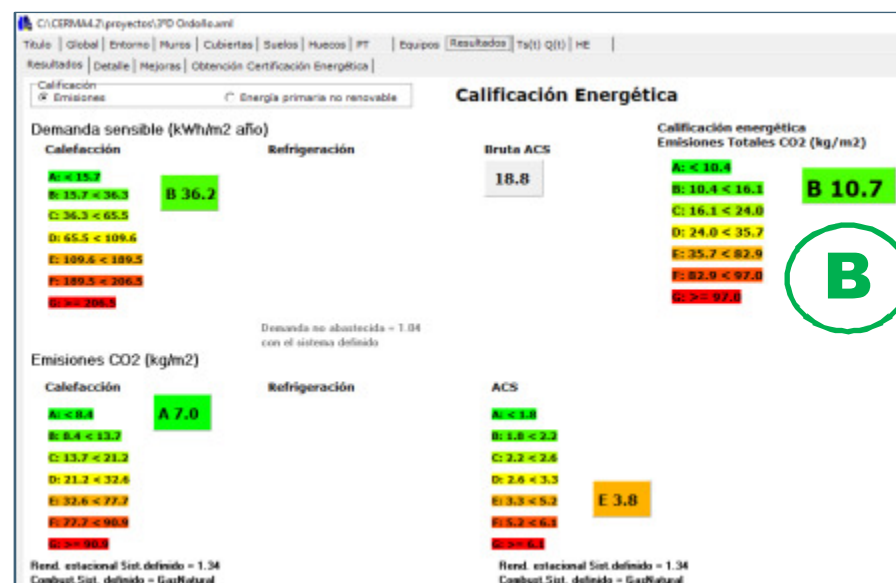 C:\CERMA4.2\proyectos\3ºD Ordoño.xml
Titulo | Global | Entorno | Muros | Cubiertas | Suelos | Huecos | PT | Equipos | Resultados | Ts(t) Q(t) | HE |
Resultados | Detalle | Mejoras | Obtención Certificación Energética |
Calificación
Emisiones
Energía primaria no renovable
Calificación Energética
Demanda sensible (kWh/m2 año)
Calefacción
Refrigeración
Bruta ACS
Calificación energética
Emisiones Totales CO2 (kg/m2)
A: < 15.7
B: 15.7 < 36.3
C: 36.3 < 65.5
D: 65.5 < 109.6
E: 109.6 < 189.5
F: 189.5 < 206.5
G: >= 206.5
B 36.2
18.8
A: < 10.4
B: 10.4 < 16.1
C: 16.1 < 24.0
D: 24.0 < 35.7
E: 35.7 < 82.9
F: 82.9 < 97.0
G: >= 97.0
B 10.7
B
Demanda no abastecida = 1.04
con el sistema definido
Emisiones CO2 (kg/m2)
Calefacción
Refrigeración
ACS
A: < 8.4
B: 8.4 < 13.7
C: 13.7 < 21.2
D: 21.2 < 32.6
E: 32.6 < 77.7
F: 77.7 < 90.9
G: >= 90.9
A 7.0
A: < 1.8
B: 1.8 < 2.2
C: 2.2 < 2.6
D: 2.6 < 3.3
E: 3.3 < 5.2
F: 5.2 < 6.1
G: >= 6.1
E 3.8
Rend. estacional Sist.definido = 1.34
Combust.Sist. definido = GasNatural
Rend. estacional Sist.definido = 1.34
Combust.Sist. definido = GasNatural